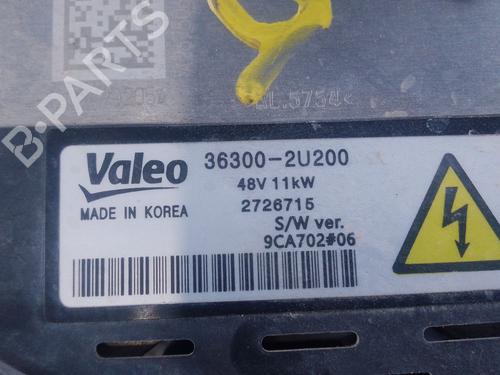 B-PARTS
Valeo
MADE IN KOREA
36300-2U200
48V 11kW
2726715
S/W ver.
9CA702#06